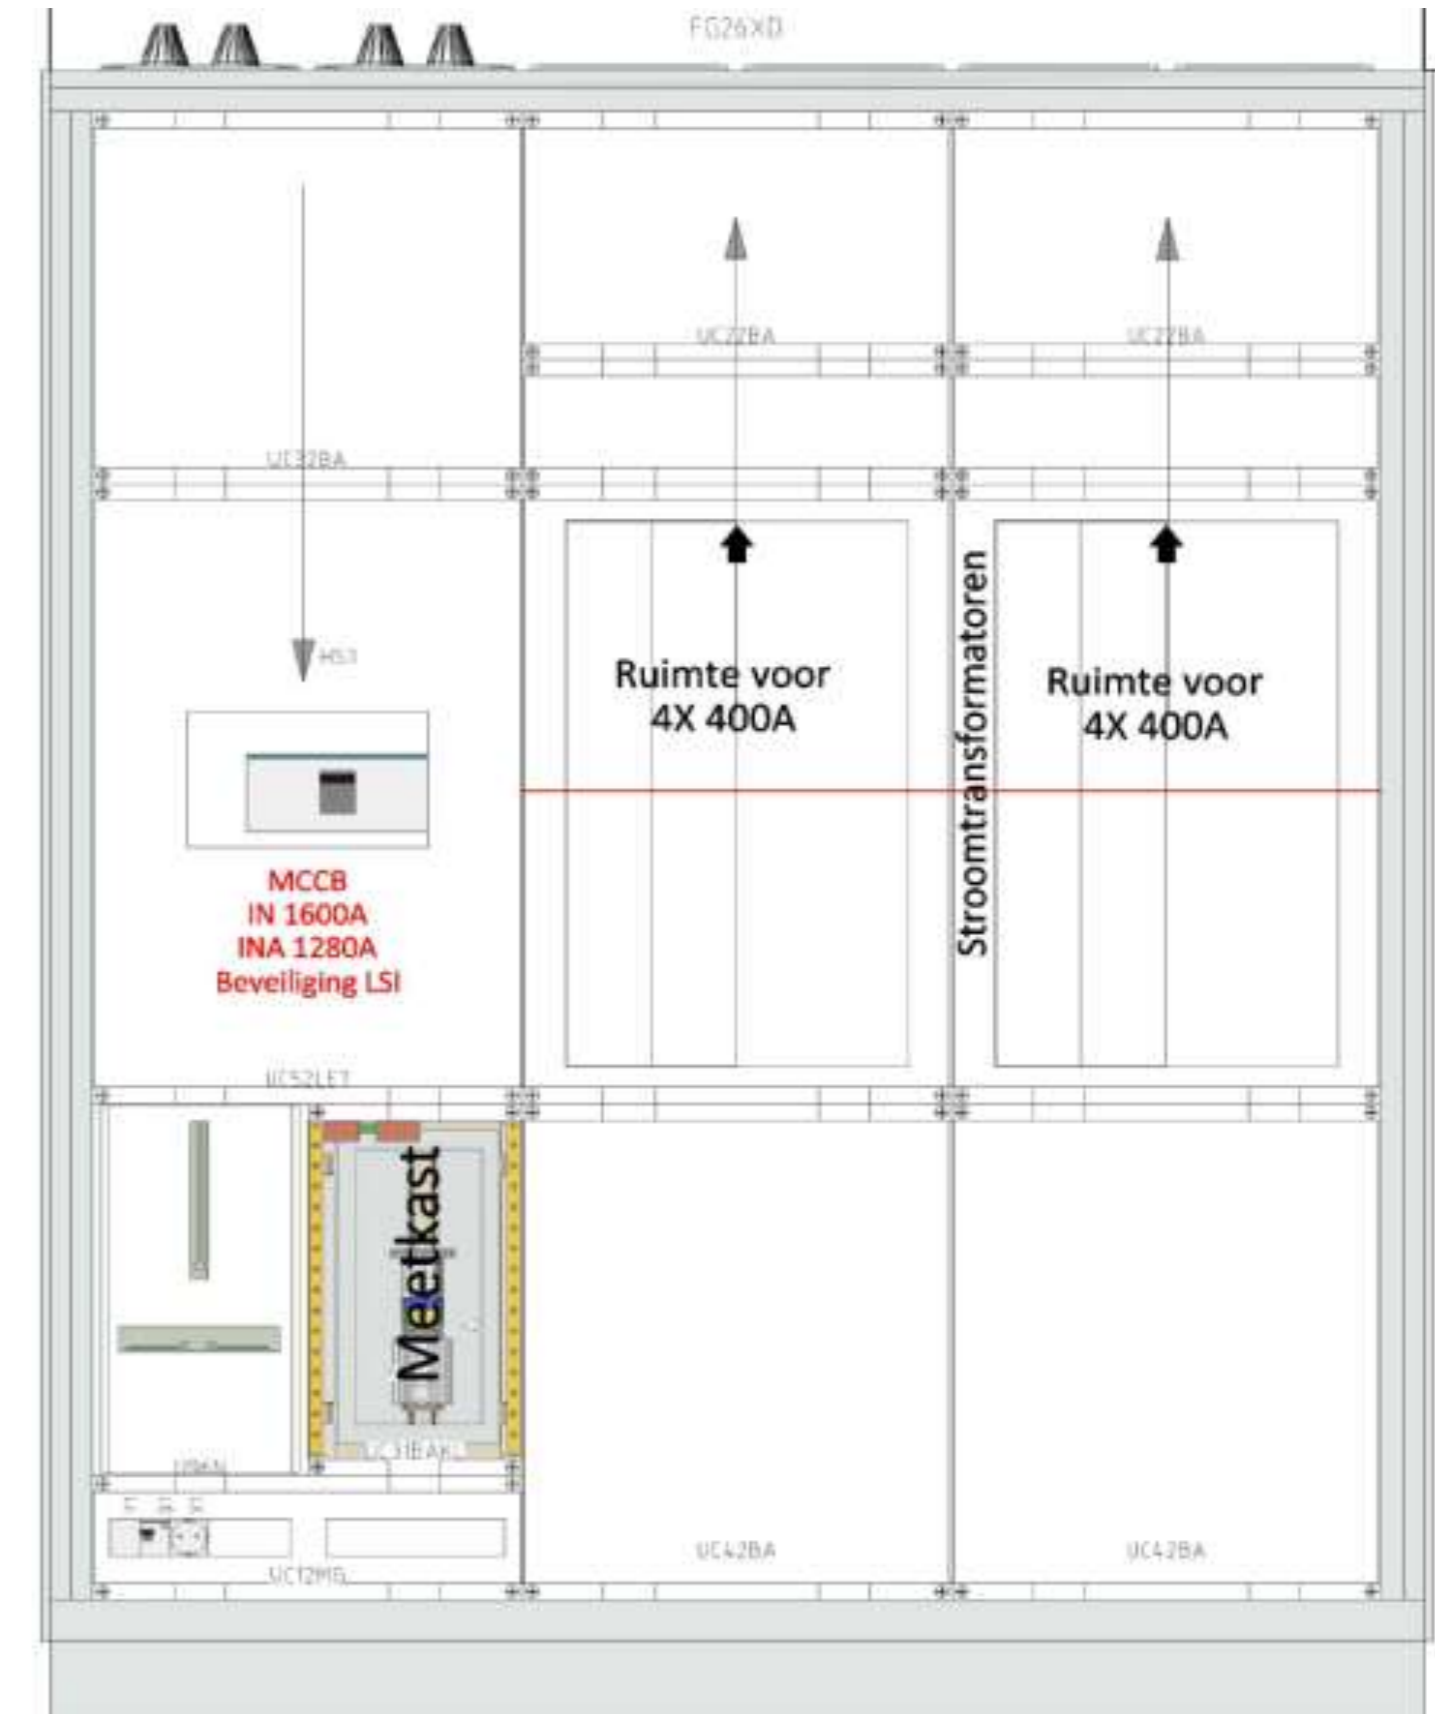 FG26XD
UC22BA
UC22BA
UC32BA
HS1
Ruimte voor
4X 400A
Stroomtransformatoren
Ruimte voor
4X 400A
MCCB
IN 1600A
INA 1280A
Beveiliging LSI
UC52LET
Meetkast
UC42BA
UC42BA